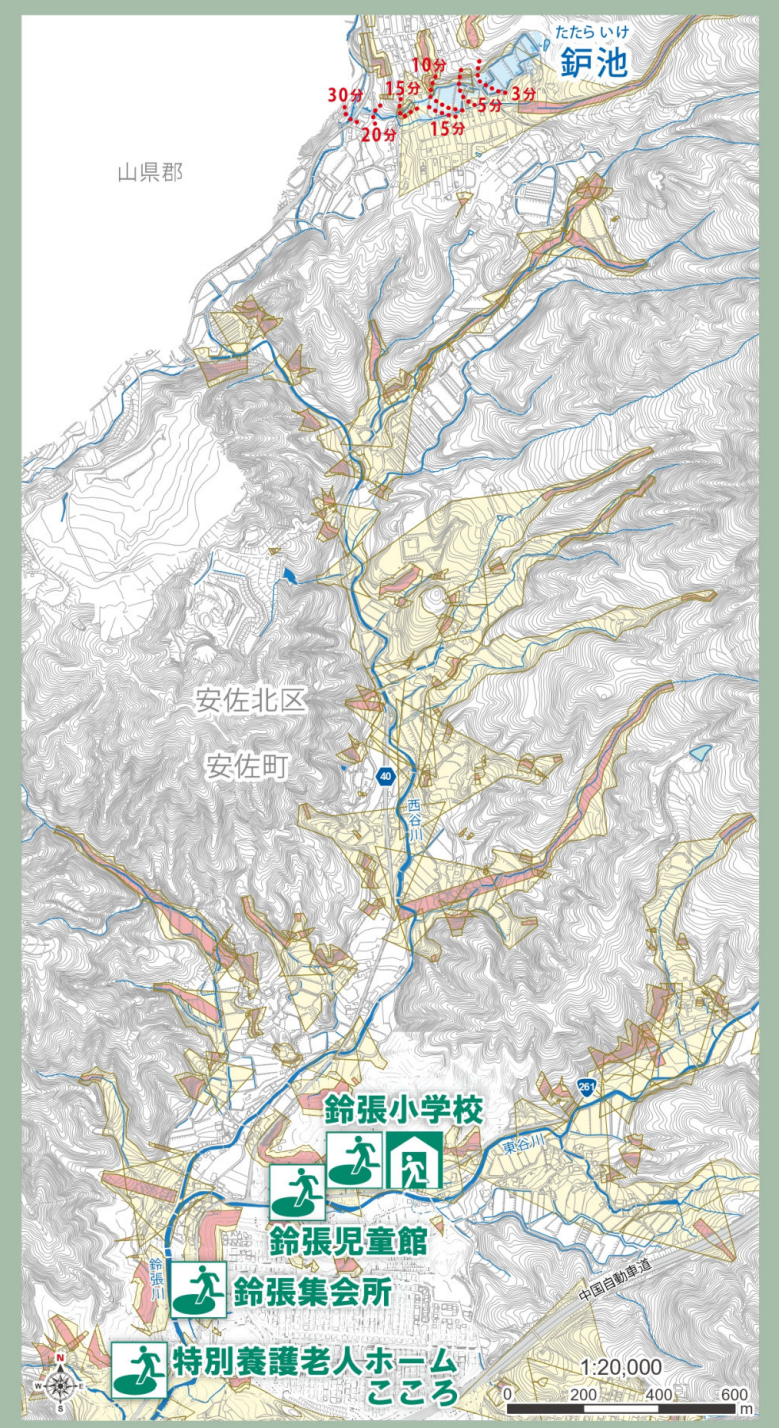 たたらいけ
鈩池
10分
15分
30分
3分
5分
20分
15分
山県郡
安佐北区
安佐町
40
西谷川
261
鈴張小学校
東谷川
鈴張児童館
鈴張川
鈴張集会所
中国自動車道
特別養護老人ホーム
こころ
N
W
E
S
1:20,000
0 200 400 600
m